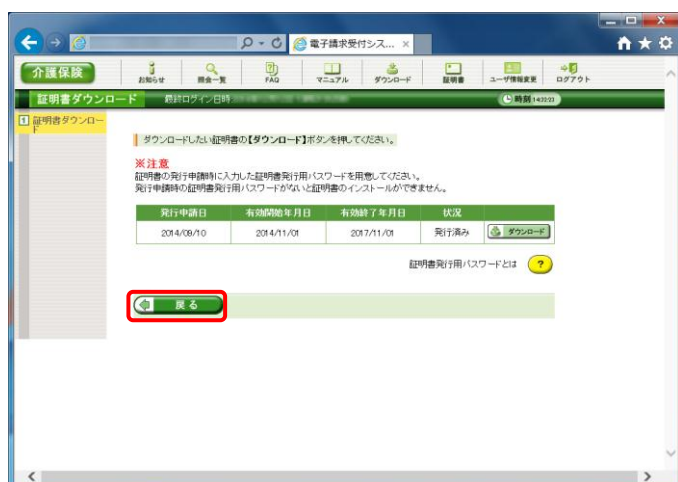 電子請求受付シス... ×
介護保険
お知らせ 照会一覧 FAQ マニュアル ダウンロード 証明書 ユーザ情報変更 ログアウト
証明書ダウンロード 最終ログイン日時
時刻 14:22:23
1 証明書ダウンロー
ド
ダウンロードしたい証明書の【ダウンロード】ボタンを押してください。
※注意
証明書の発行申請時に入力した証明書発行用パスワードを用意してください。
発行申請時の証明書発行用パスワードがないと証明書のインストールができません。
発行申請日 有効開始年月日 有効終了年月日 状況
2014/09/10 2014/11/01 2017/11/01 発行済み ダウンロード
証明書発行用パスワードとは ?
戻る